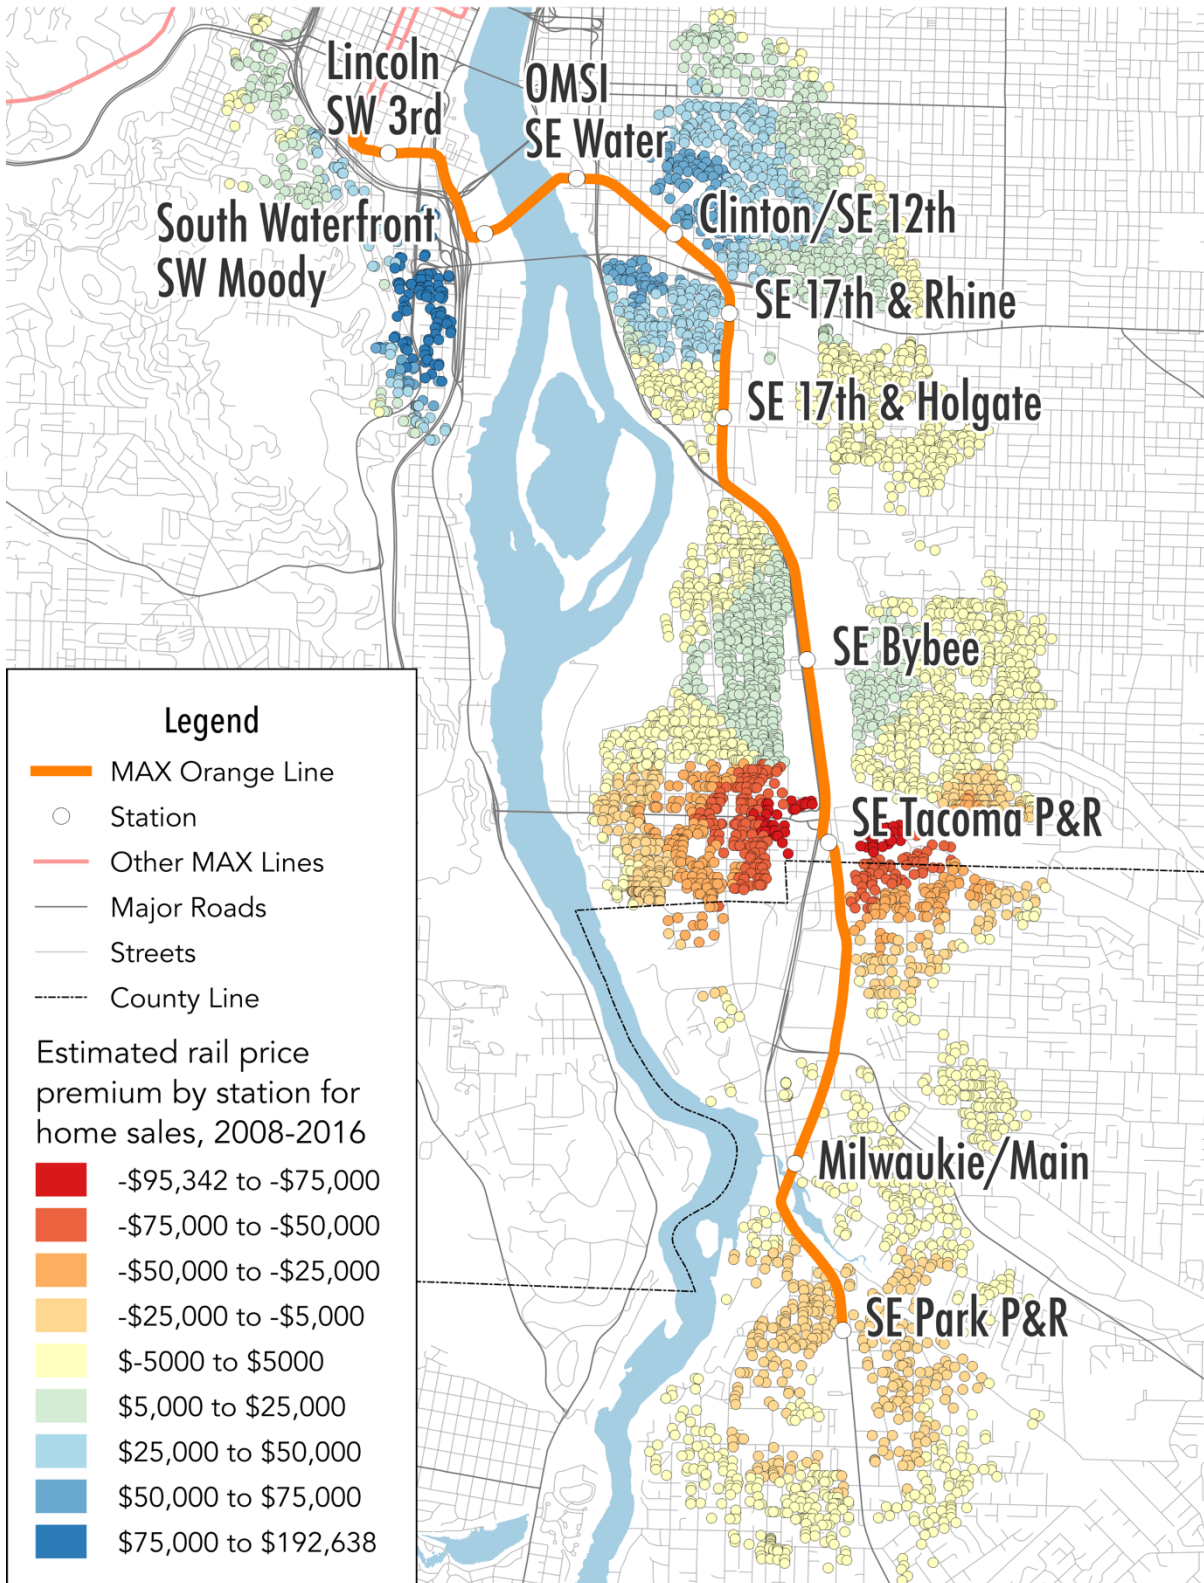 Lincoln
SW 3rd
OMSI
SE Water
South Waterfront
SW Moody
Clinton/SE 12th
SE 17th & Rhine
SE 17th & Holgate
SE Bybee
SE Tacoma P&R
Milwaukie/Main
SE Park P&R
Legend
MAX Orange Line
Station
Other MAX Lines
Major Roads
Streets
County Line
Estimated rail price
premium by station for
home sales, 2008-2016
-$95,342 to -$75,000
-$75,000 to -$50,000
-$50,000 to -$25,000
-$25,000 to -$5,000
$-5000 to $5000
$5,000 to $25,000
$25,000 to $50,000
$50,000 to $75,000
$75,000 to $192,638